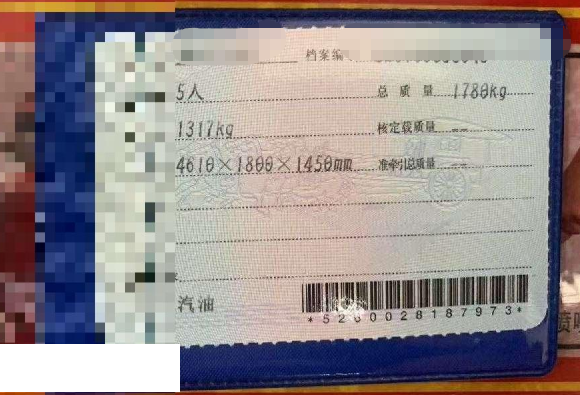 档案编
5人 总质量 1780kg
1317kg 核定载质量 --
4610×1800×1450mm 准牵引总质量 --
汽油
*5260028187973*